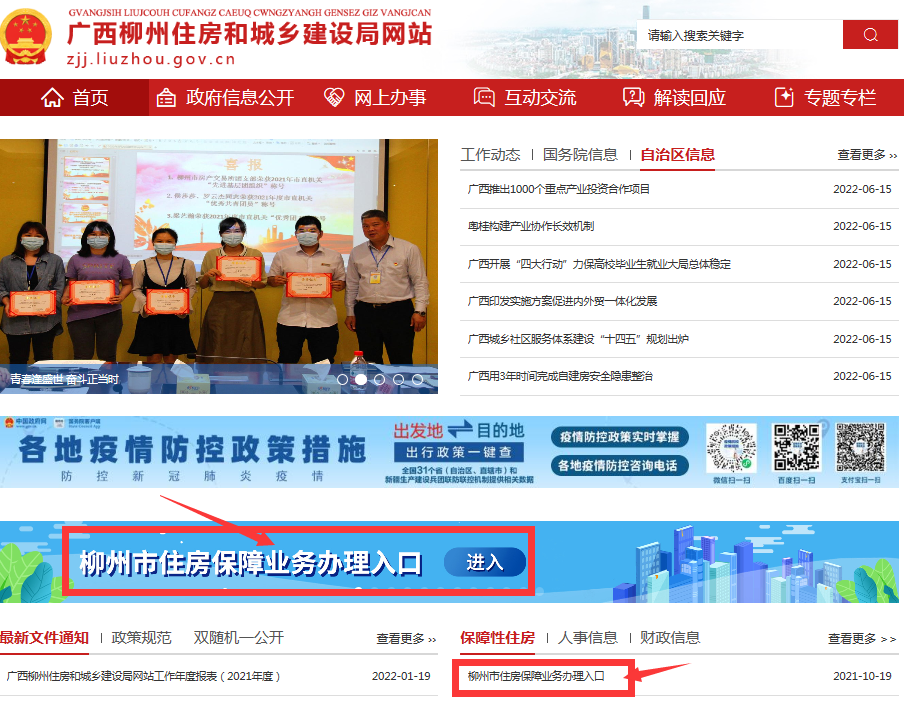 GVANGJSIH LIUJCOUH CUFANGZ CAEUQ CWNGZYANGH GENSEZ GIZ VANGJCAN
广西柳州住房和城乡建设局网站
zjj.liuzhou.gov.cn
请输入搜索关键字
首页
政府信息公开
网上办事
互动交流
解读回应
专题专栏
喜报
青春逢盛世 奋斗正当时
工作动态
国务院信息
自治区信息
查看更多 ››
广西推出1000个重点产业投资合作项目 2022-06-15
粤桂构建产业协作长效机制 2022-06-15
广西开展“四大行动”力保高校毕业生就业大局总体稳定 2022-06-15
广西印发实施方案促进内外贸一体化发展 2022-06-15
广西城乡社区服务体系建设“十四五”规划出炉 2022-06-15
广西用3年时间完成自建房安全隐患整治 2022-06-15
中国政府网
国务院客户端
各地疫情防控政策措施
防控新冠肺炎疫情
出发地 目的地
出行政策一键查
全国31个省（自治区、直辖市）和
新疆生产建设兵团联防联控机制提供相关数据
疫情防控政策实时掌握
各地疫情防控咨询电话
微信扫一扫
百度扫一扫
支付宝扫一扫
柳州市住房保障业务办理入口 进入
最新文件通知
政策规范
双随机一公开
查看更多 ››
广西柳州住房和城乡建设局网站工作年度报表（2021年度） 2022-01-19
保障性住房
人事信息
财政信息
查看更多 >>
柳州市住房保障业务办理入口 2021-10-19